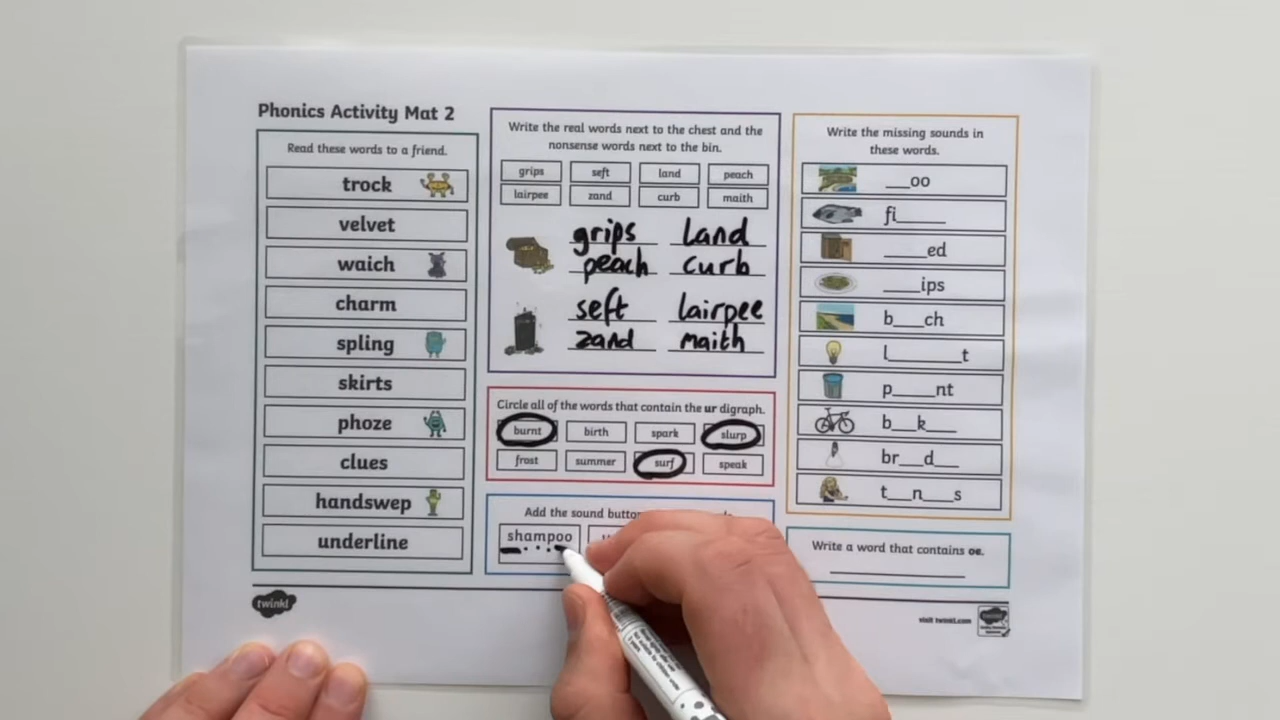 Phonics Activity Mat 2
Read these words to a friend.
trock
velvet
waich
charm
spling
skirts
phoze
clues
handswep
underline
twinkl
Write the real words next to the chest and the
nonsense words next to the bin.
grips seft land peach
lairpee zand curb maith
grips land
peach curb
seft lairpee
zand maith
Circle all of the words that contain the ur digraph.
burnt birth spark slurp
frost summer surf speak
Add the sound
shampoo
Write the missing sounds in
these words.
___oo
fi_____
_____ed
____ips
b___ch
l________t
p_____nt
b___k___
br___d___
t___n___s
Write a word that contains oe.
visit twinkl.com